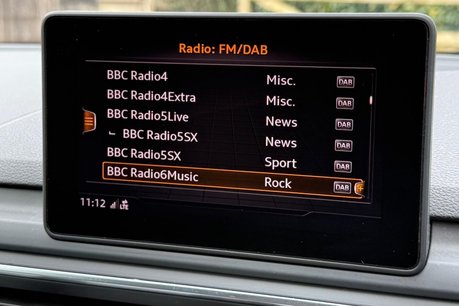 Radio: FM/DAB
BBC Radio4 Misc. DAB
BBC Radio4Extra Misc. DAB
BBC Radio5Live News DAB
BBC Radio5SX News DAB
BBC Radio5SX Sport DAB
BBC Radio6Music Rock DAB
11:12 LTE